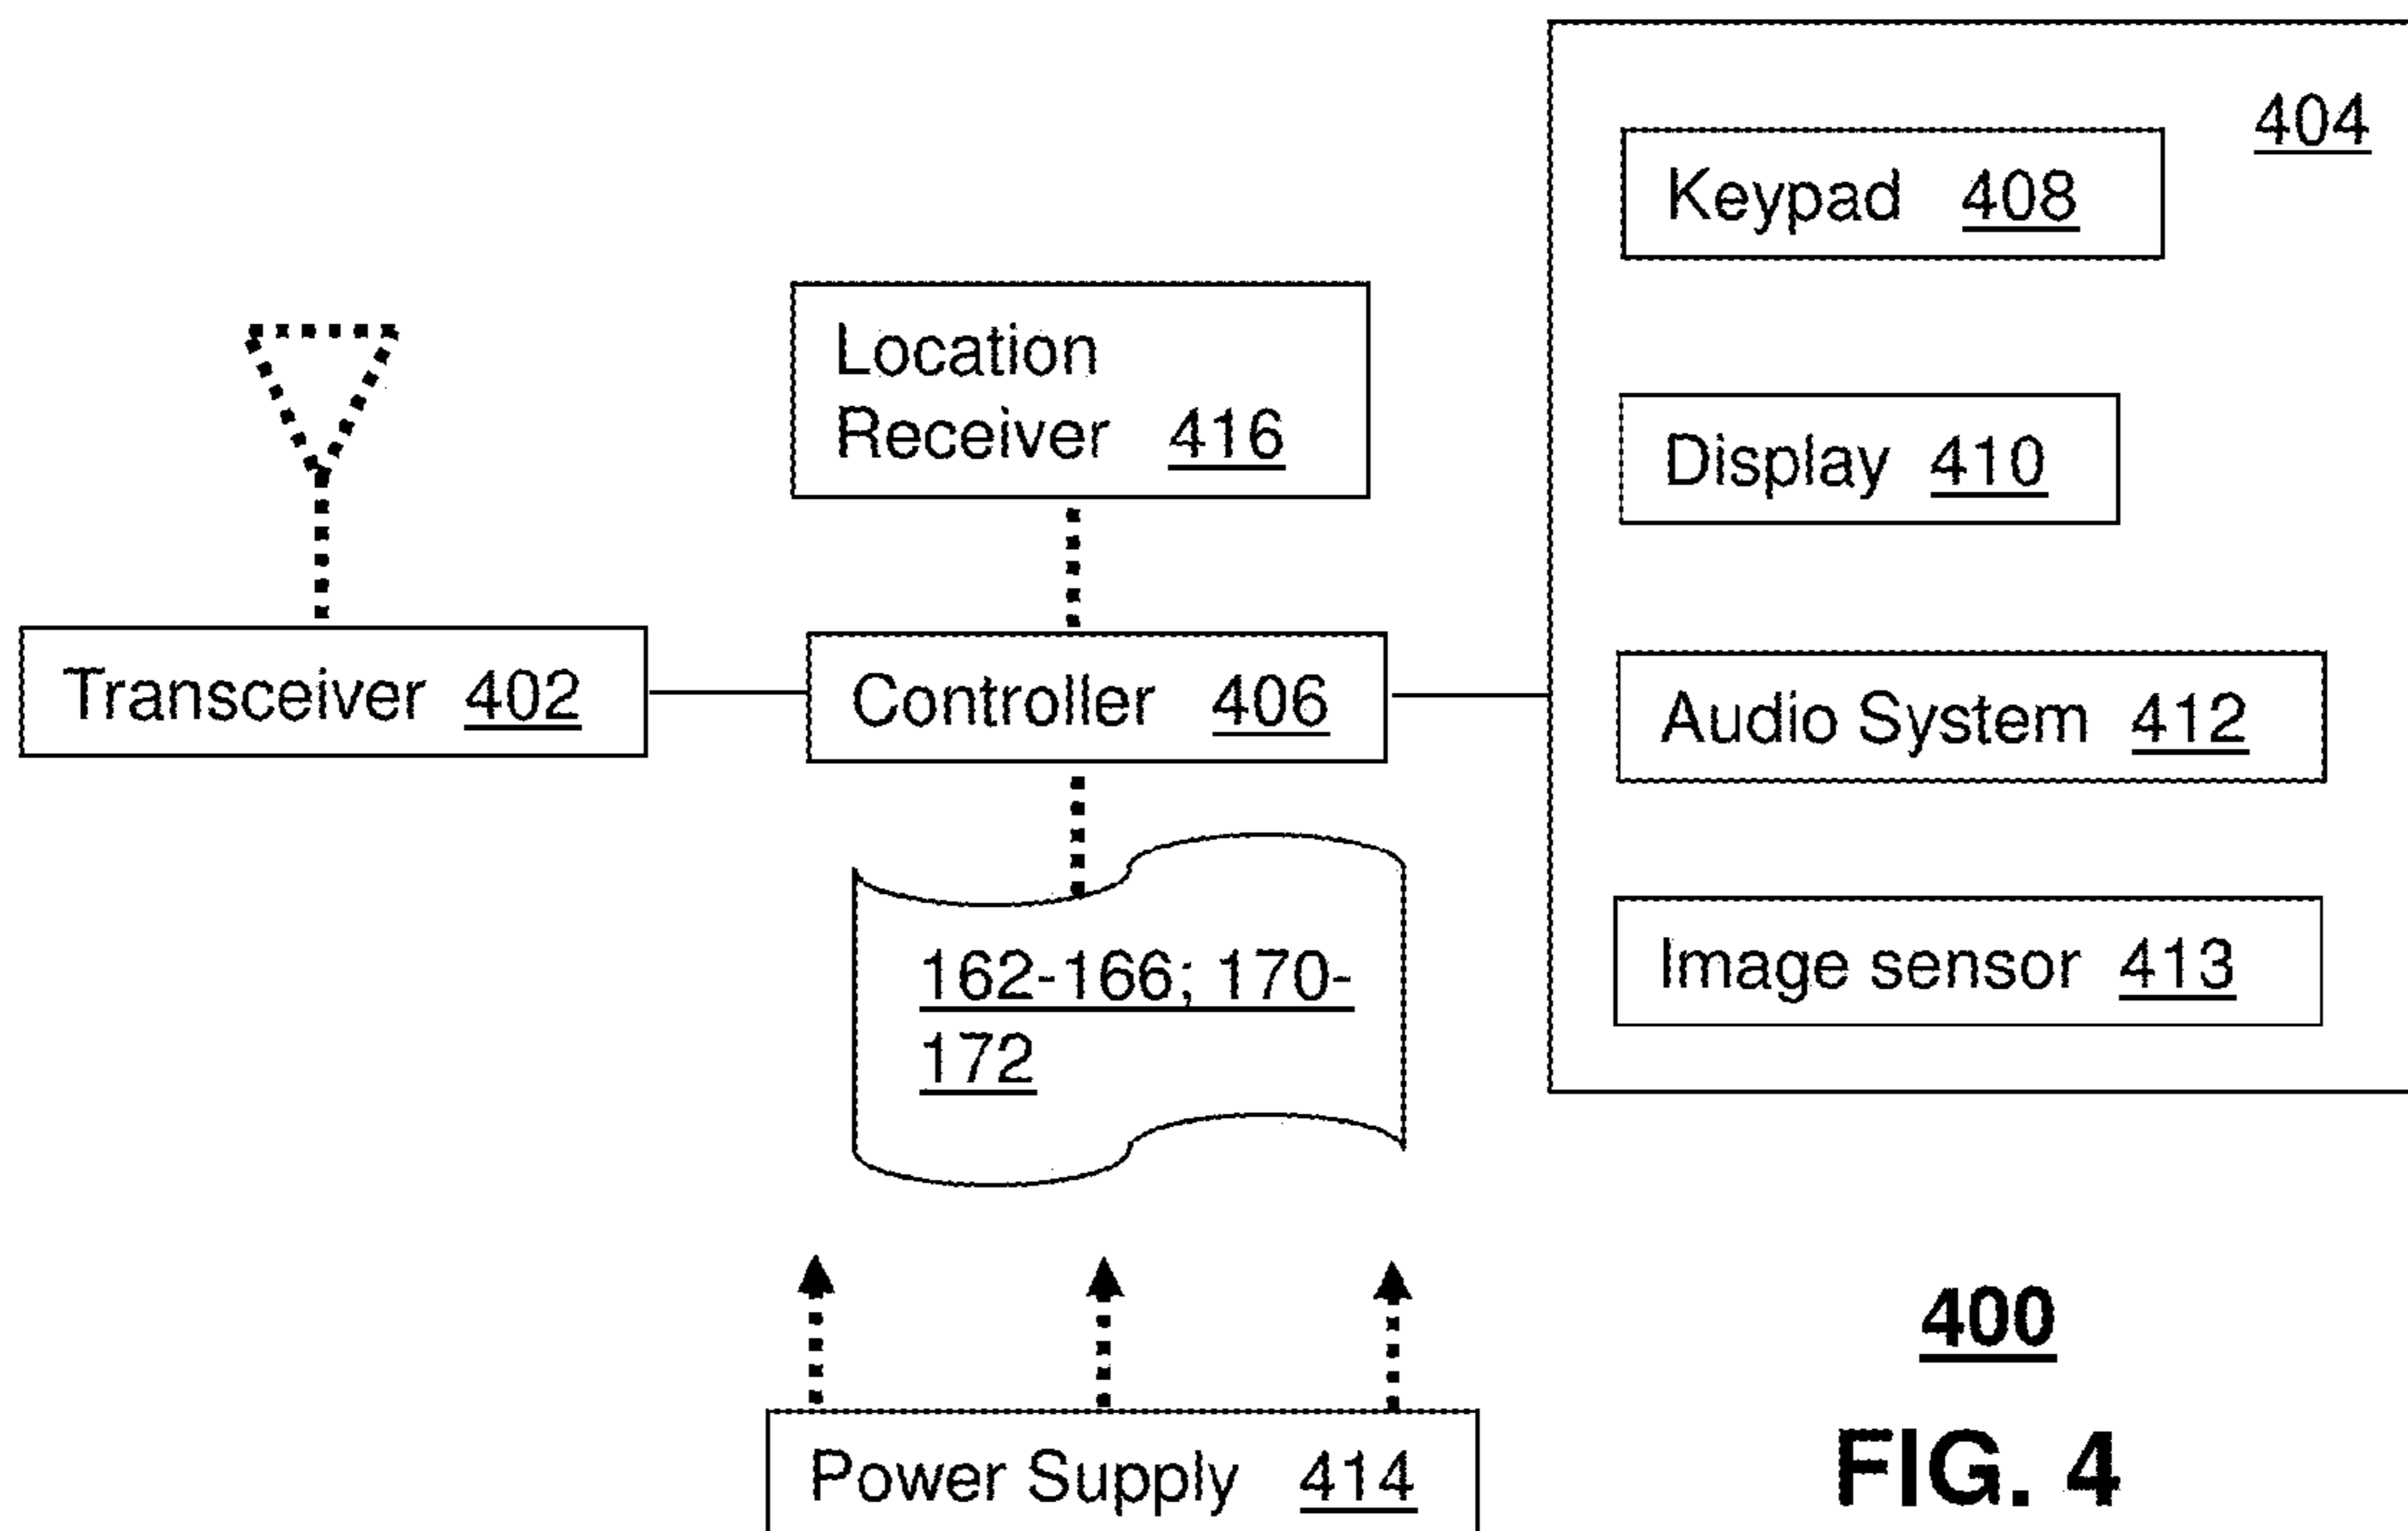 404
Keypad 408
Location
Receiver 416
Display 410
Transceiver 402
Controller 406
Audio System 412
162-166; 170-
172
Image sensor 413
400
Power Supply 414
FIG. 4